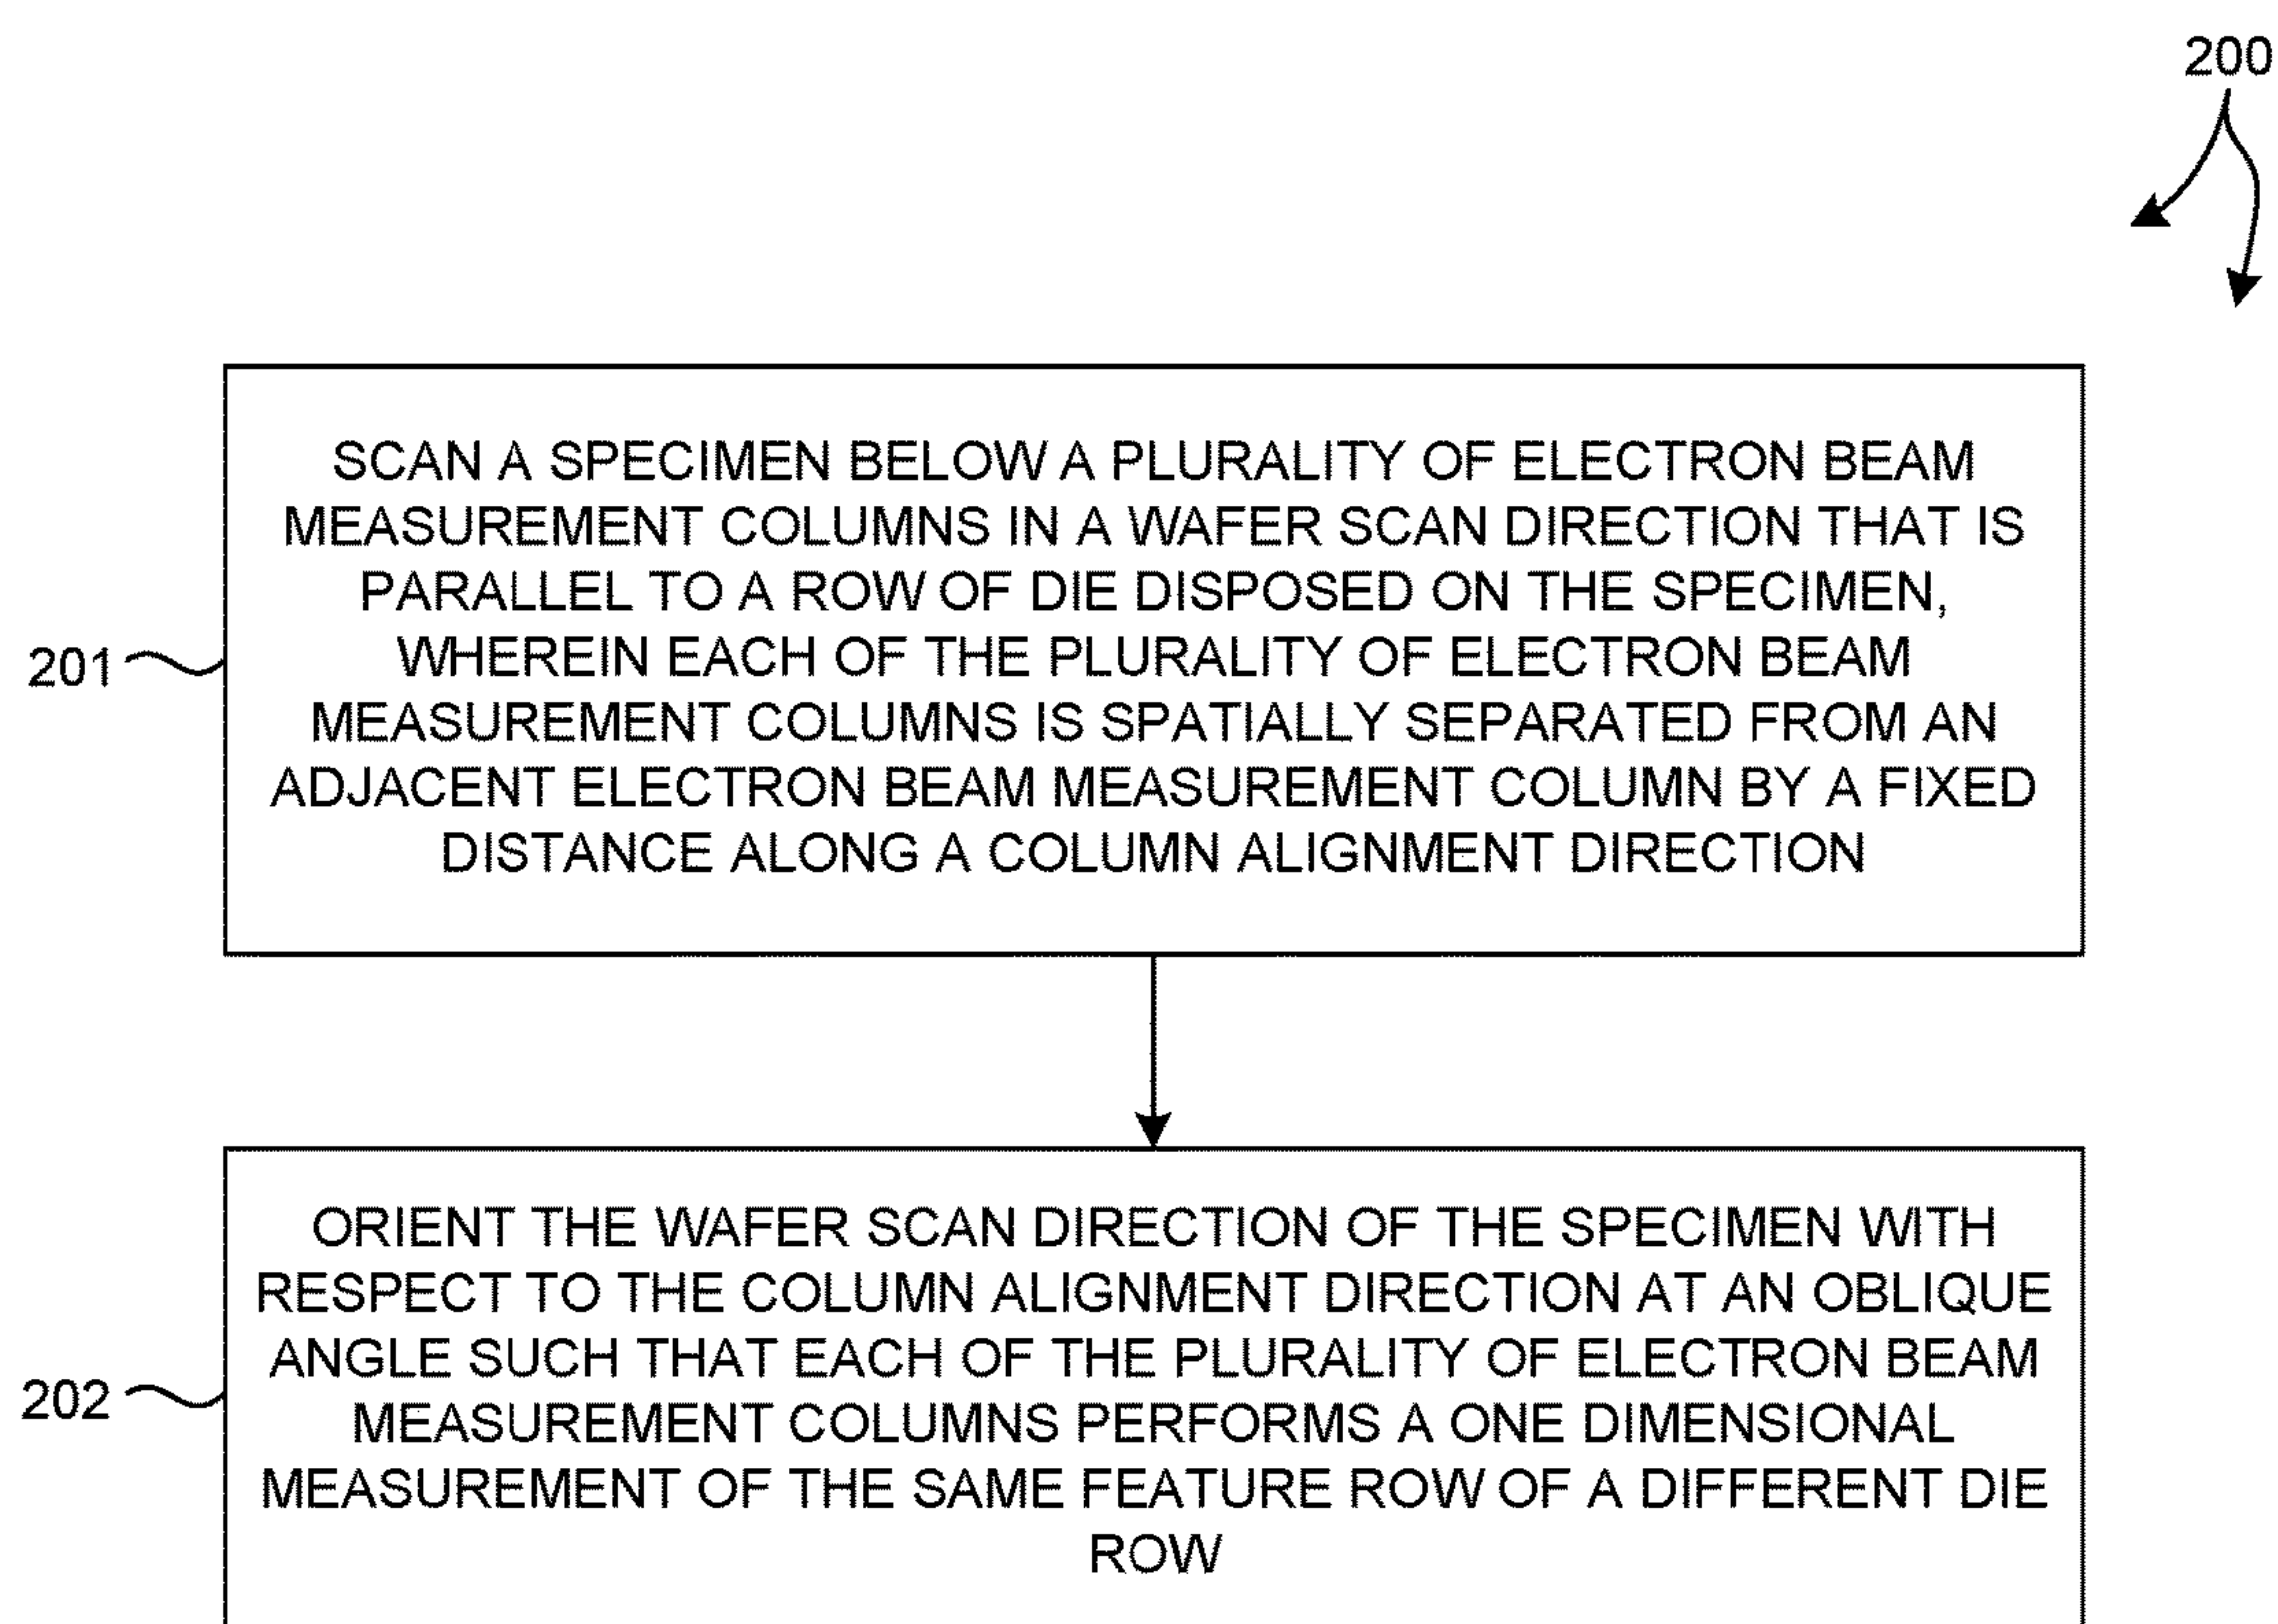 200
SCAN A SPECIMEN BELOW A PLURALITY OF ELECTRON BEAM
MEASUREMENT COLUMNS IN A WAFER SCAN DIRECTION THAT IS
PARALLEL TO A ROW OF DIE DISPOSED ON THE SPECIMEN,
WHEREIN EACH OF THE PLURALITY OF ELECTRON BEAM
MEASUREMENT COLUMNS IS SPATIALLY SEPARATED FROM AN
ADJACENT ELECTRON BEAM MEASUREMENT COLUMN BY A FIXED
DISTANCE ALONG A COLUMN ALIGNMENT DIRECTION
201
ORIENT THE WAFER SCAN DIRECTION OF THE SPECIMEN WITH
RESPECT TO THE COLUMN ALIGNMENT DIRECTION AT AN OBLIQUE
ANGLE SUCH THAT EACH OF THE PLURALITY OF ELECTRON BEAM
MEASUREMENT COLUMNS PERFORMS A ONE DIMENSIONAL
MEASUREMENT OF THE SAME FEATURE ROW OF A DIFFERENT DIE
ROW
202